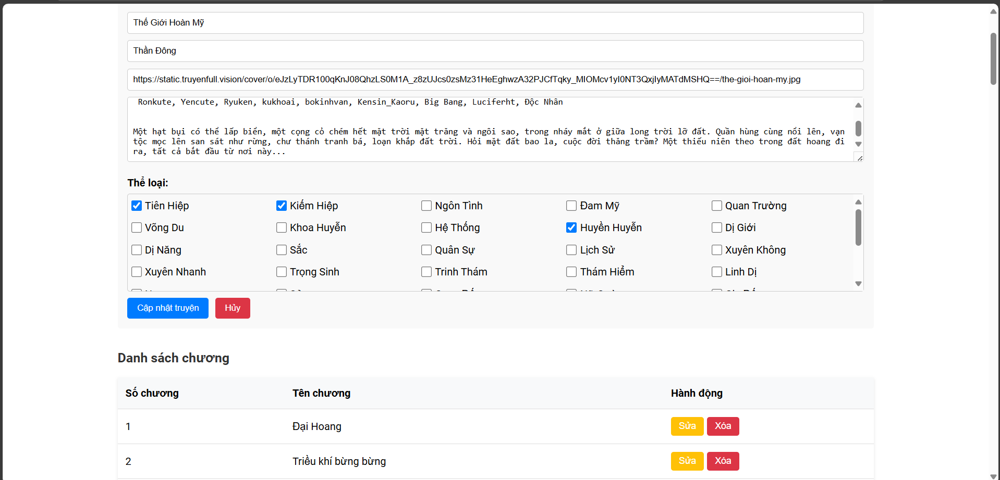 Thế Giới Hoàn Mỹ
Thần Đông
https://static.truyenfull.vision/cover/o/eJzLyTDR100qKnJ08QhzLS0M1A_z8zUJcs0zsMz31HeEghwzA32PJCfTqky_MIOMcv1yI0NT3QxjIyMATdMSHQ==/the-gioi-hoan-my.jpg
Ronkute, Yencute, Ryuken, kukhoai, bokinhvan, Kensin_Kaoru, Big Bang, Luciferht, Độc Nhân
Một hạt bụi có thể lấp biển, một cọng cỏ chém hết mặt trời mặt trăng và ngôi sao, trong nháy mắt ở giữa long trời lỡ đất. Quần hùng cùng nổi lên, vạn
tộc mọc lên san sát như rừng, chư thánh tranh bá, loạn khắp đất trời. Hỏi mặt đất bao la, cuộc đời thăng trầm? Một thiếu niên theo trong đất hoang đi
ra, tất cả bắt đầu từ nơi này...
Thể loại:
Tiên Hiệp Kiếm Hiệp Ngôn Tình Đam Mỹ Quan Trường
Võng Du Khoa Huyễn Hệ Thống Huyền Huyễn Dị Giới
Dị Năng Sắc Quân Sự Lịch Sử Xuyên Không
Xuyên Nhanh Trọng Sinh Trinh Thám Thám Hiểm Linh Dị
Cập nhật truyện Hủy
Danh sách chương
Số chương Tên chương Hành động
1 Đại Hoang Sửa Xóa
2 Triều khí bừng bừng Sửa Xóa